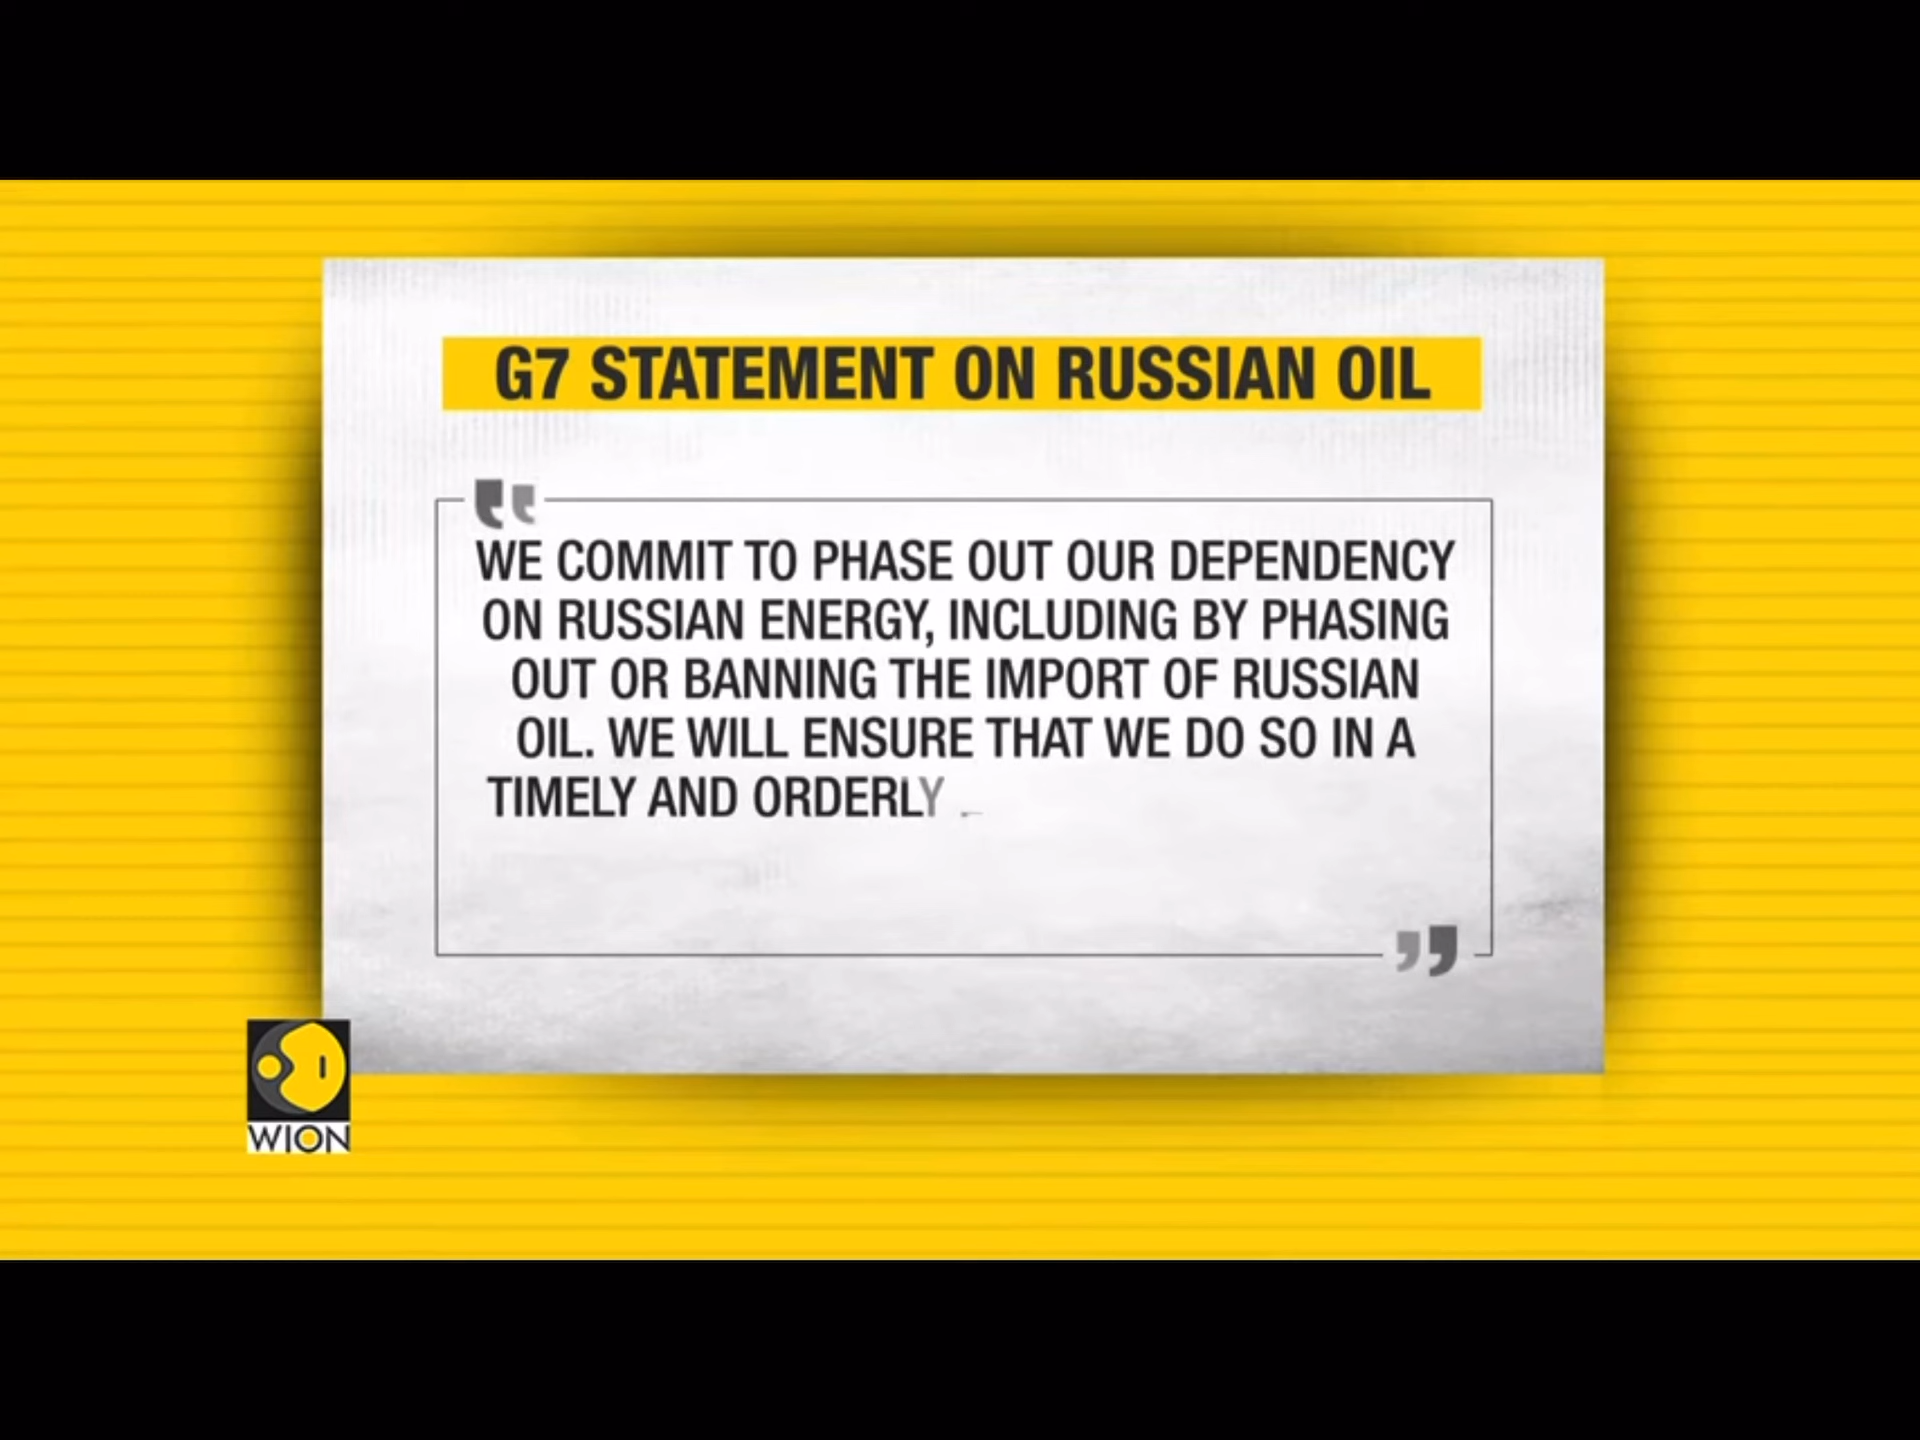 G7 STATEMENT ON RUSSIAN OIL
WE COMMIT TO PHASE OUT OUR DEPENDENCY
ON RUSSIAN ENERGY, INCLUDING BY PHASING
OUT OR BANNING THE IMPORT OF RUSSIAN
OIL. WE WILL ENSURE THAT WE DO SO IN A
TIMELY AND ORDERLY
WION